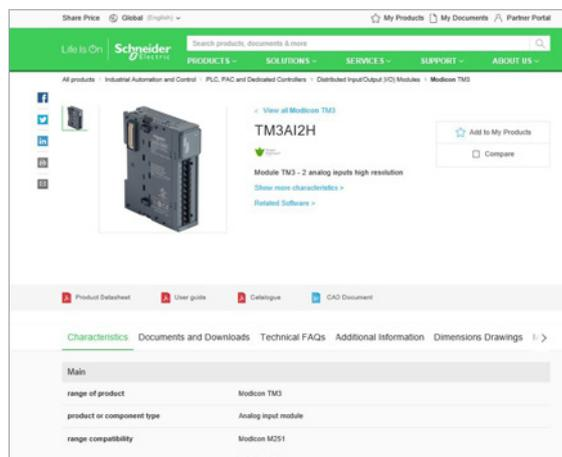 Share Price Global (English) My Products My Documents Partner Portal
Life Is On Schneider Electric
Search products, documents & more
PRODUCTS SOLUTIONS SERVICES SUPPORT ABOUT US
All products Industrial Automation and Control PLC, PAC and Dedicated Controllers Distributed Input/Output (I/O) Modules Modicon TM3
< View all Modicon TM3
TM3AI2H
Add to My Products
Compare
Module TM3 - 2 analog inputs high resolution
Show more characteristics >
Related Software >
Product Datasheet User guide Catalogue CAD Document
Characteristics Documents and Downloads Technical FAQs Additional Information Dimensions Drawings
Main
range of product Modicon TM3
product or component type Analog input module
range compatibility Modicon M251